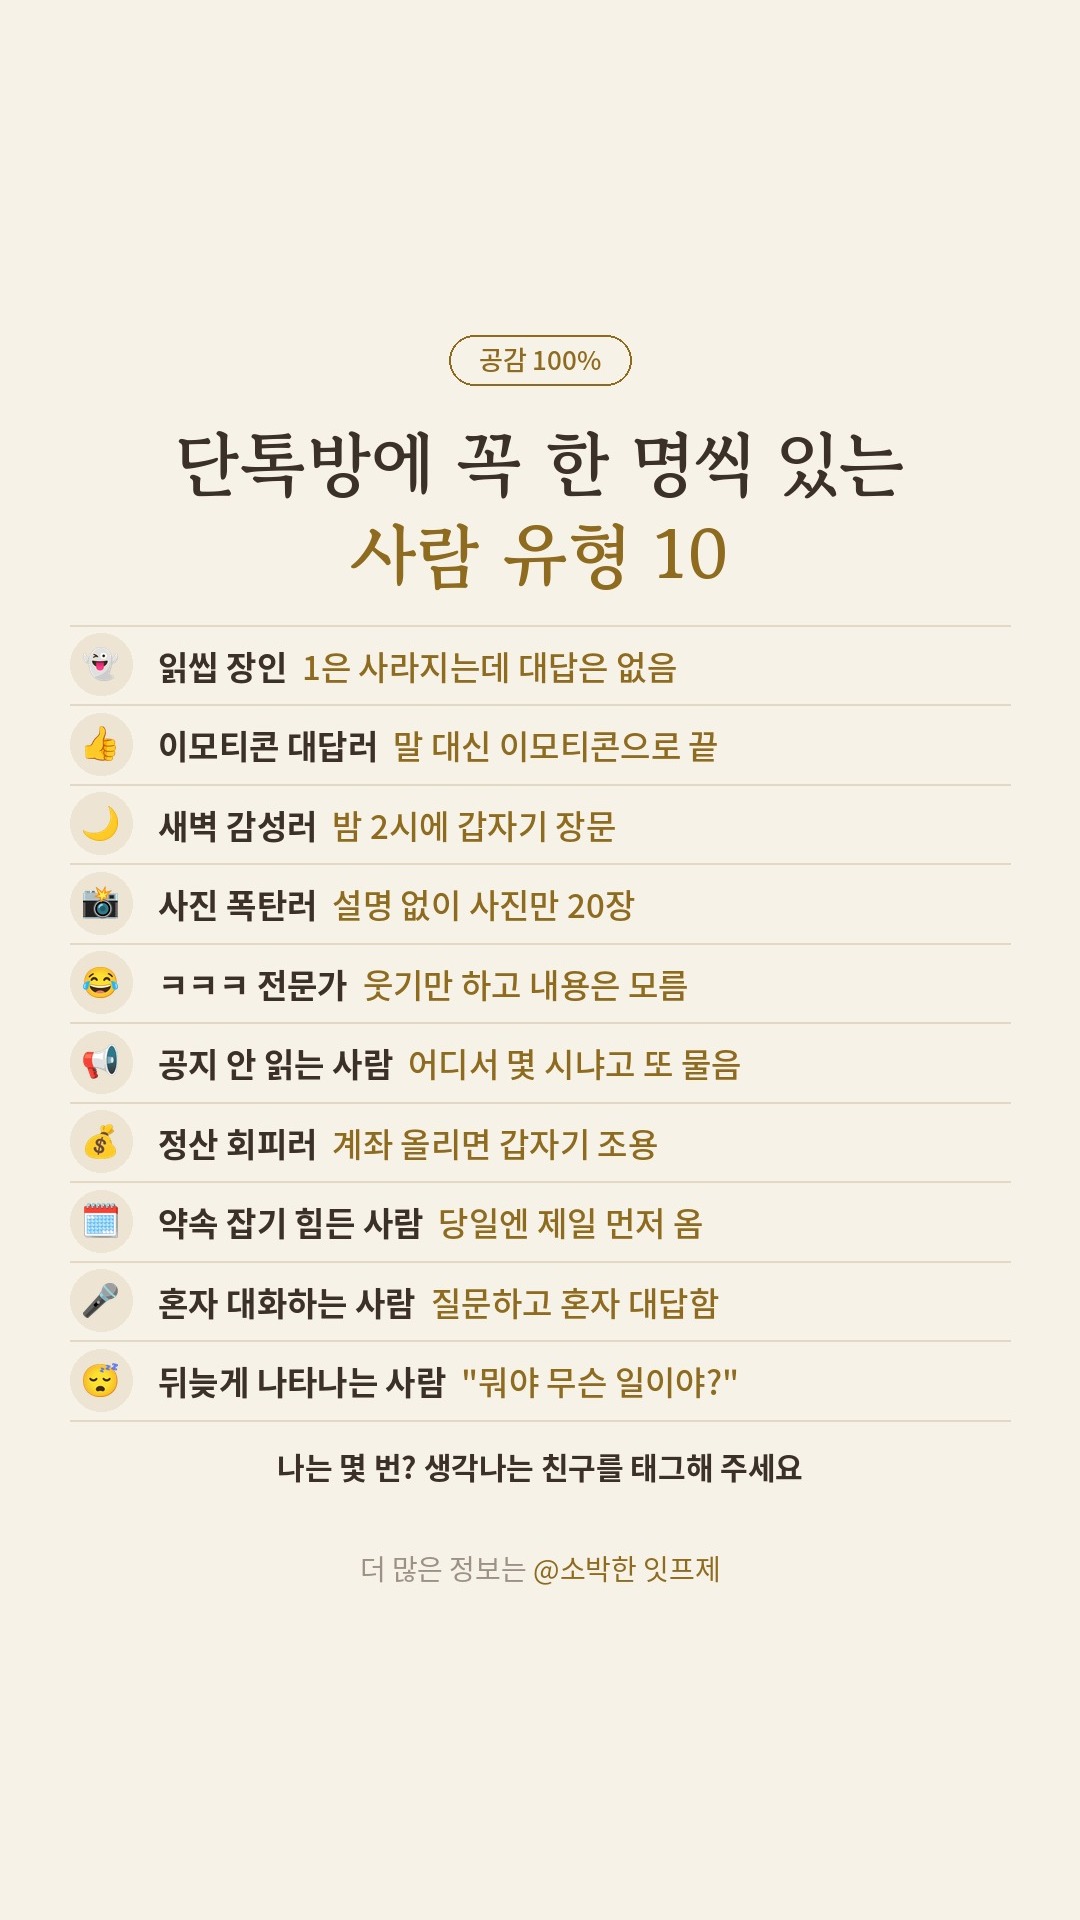 공감 100%
단톡방에 꼭 한 명씩 있는
사람 유형 10
읽씹 장인 1은 사라지는데 대답은 없음
이모티콘 대답러 말 대신 이모티콘으로 끝
새벽 감성러 밤 2시에 갑자기 장문
사진 폭탄러 설명 없이 사진만 20장
ㅋㅋㅋ 전문가 웃기만 하고 내용은 모름
공지 안 읽는 사람 어디서 몇 시냐고 또 물음
정산 회피러 계좌 올리면 갑자기 조용
약속 잡기 힘든 사람 당일엔 제일 먼저 옴
혼자 대화하는 사람 질문하고 혼자 대답함
뒤늦게 나타나는 사람 "뭐야 무슨 일이야?"
나는 몇 번? 생각나는 친구를 태그해 주세요
더 많은 정보는 @소박한 잇프제